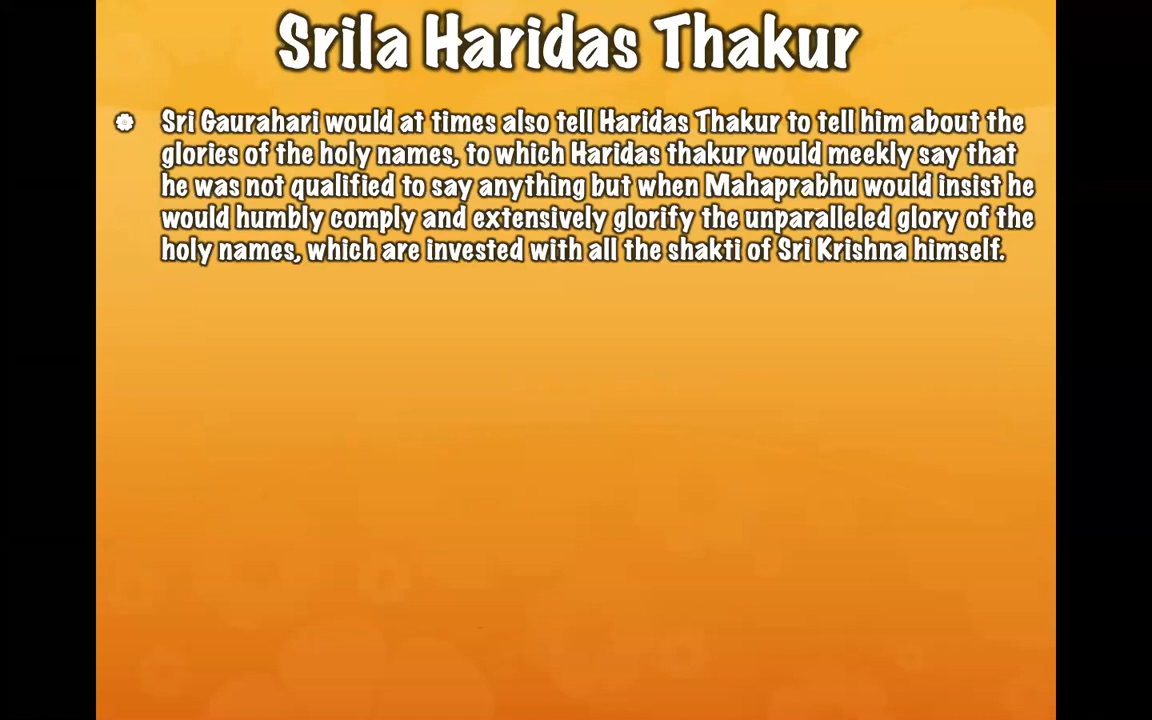 Srila Haridas Thakur
Sri Gaurahari would at times also tell Haridas Thakur to tell him about the
glories of the holy names, to which Haridas thakur would meekly say that
he was not qualified to say anything but when Mahaprabhu would insist he
would humbly comply and extensively glorify the unparalleled glory of the
holy names, which are invested with all the shakti of Sri Krishna himself.